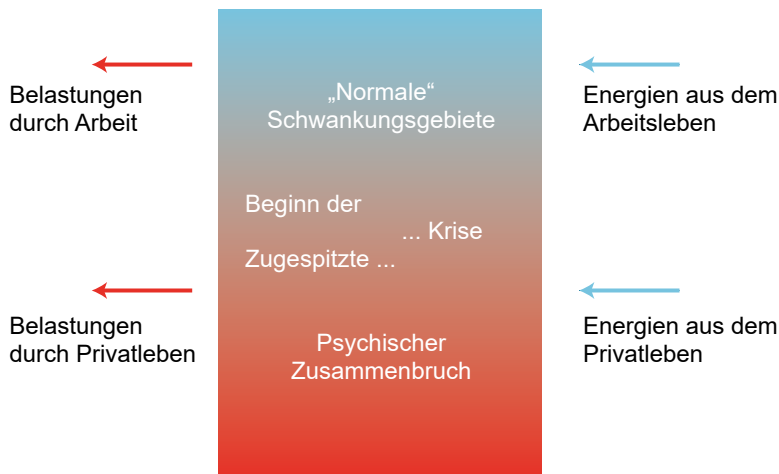 Belastungen
durch Arbeit
„Normale“
Schwankungsgebiete
Energien aus dem
Arbeitsleben
Beginn der
... Krise
Zugespitzte ...
Belastungen
durch Privatleben
Psychischer
Zusammenbruch
Energien aus dem
Privatleben